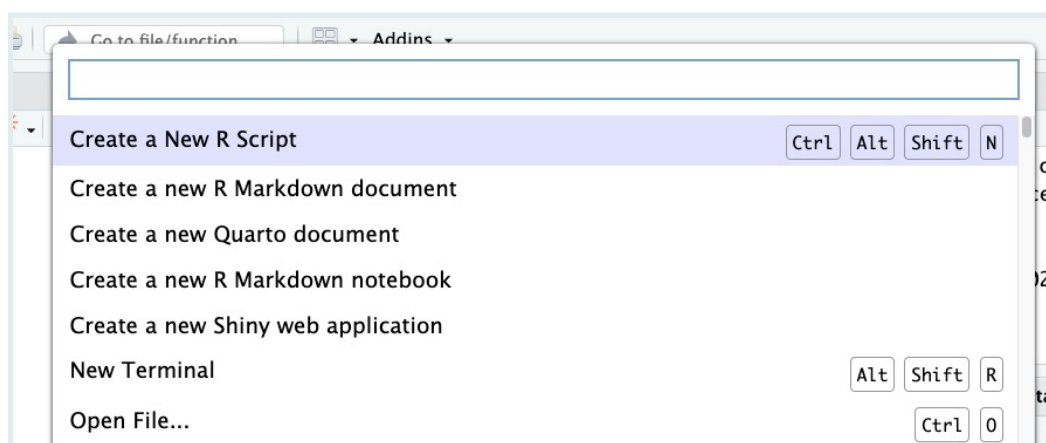 Go to file/function
Addins
Create a New R Script Ctrl Alt Shift N
Create a new R Markdown document
Create a new Quarto document
Create a new R Markdown notebook
Create a new Shiny web application
New Terminal Alt Shift R
Open File... Ctrl O